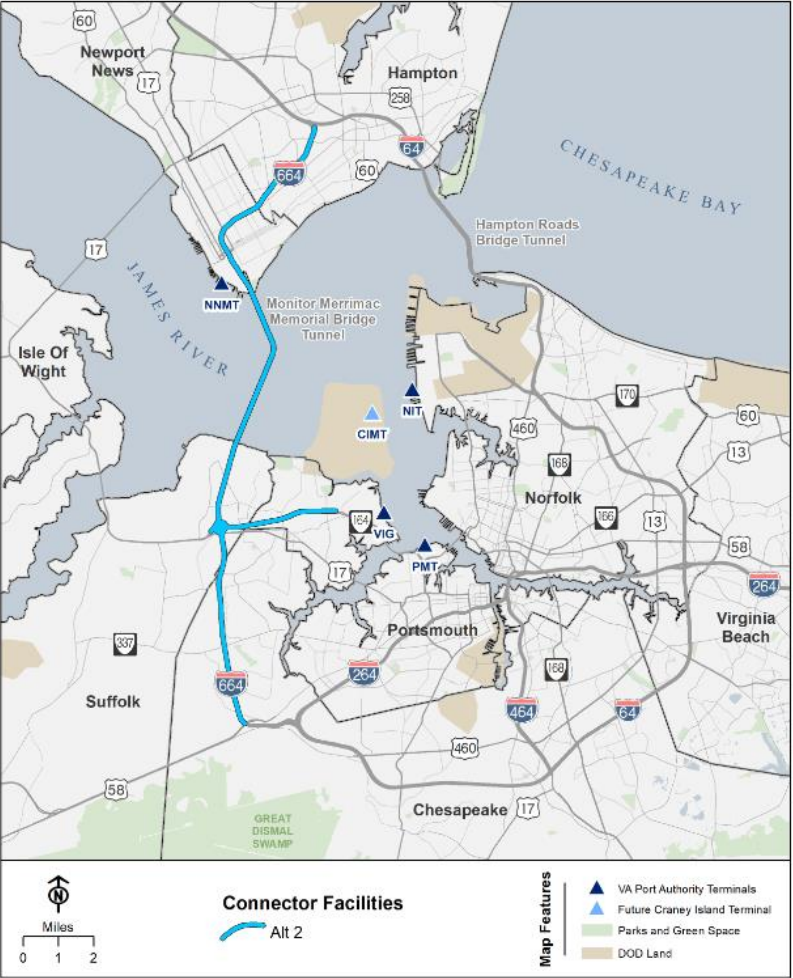 60
Newport
News
17
Hampton
258
64
664
60
CHESAPEAKE BAY
Hampton Roads
Bridge Tunnel
17
JAMES RIVER
NNMT
Monitor Merrimac
Memorial Bridge
Tunnel
Isle Of
Wight
NIT
CIMT
170
60
460
13
168
Norfolk
166
13
164
VIG
58
PMT
17
264
Virginia
Beach
Portsmouth
337
264
168
Suffolk
664
464
64
460
58
Chesapeake
17
GREAT
DISMAL
SWAMP
N
Miles
0 1 2
Connector Facilities
Alt 2
Map Features
VA Port Authority Terminals
Future Craney Island Terminal
Parks and Green Space
DOD Land